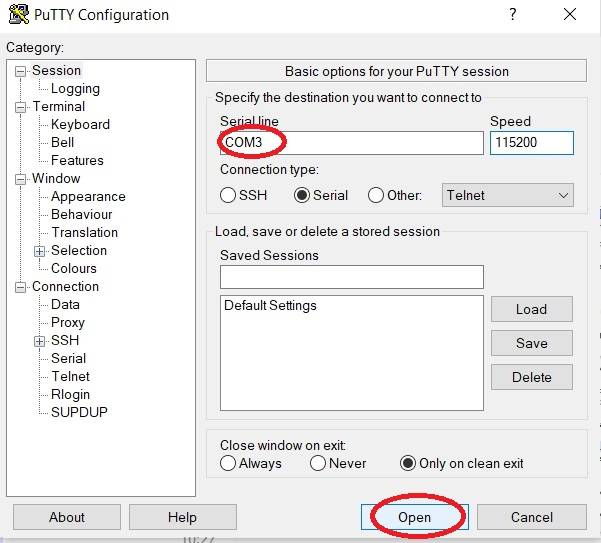 PuTTY Configuration
?
Category:
Session
Logging
Terminal
Keyboard
Bell
Features
Window
Appearance
Behaviour
Translation
Selection
Colours
Connection
Data
Proxy
SSH
Serial
Telnet
Rlogin
SUPDUP
Basic options for your PuTTY session
Specify the destination you want to connect to
Serial line Speed
COM3 115200
Connection type:
SSH Serial Other: Telnet
Load, save or delete a stored session
Saved Sessions
Default Settings
Load
Save
Delete
Close window on exit:
Always Never Only on clean exit
About Help Open Cancel
10:27